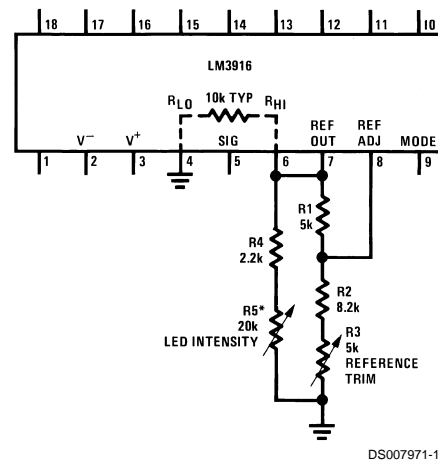 18 17 16 15 14 13 12 11 10
LM3916
RLO 10k TYP RHI
V− V+ SIG REF OUT REF ADJ MODE
1 2 3 4 5 6 7 8 9
R1
5k
R4
2.2k
R2
8.2k
R5*
20k
LED INTENSITY
R3
5k
REFERENCE
TRIM
DS007971-1